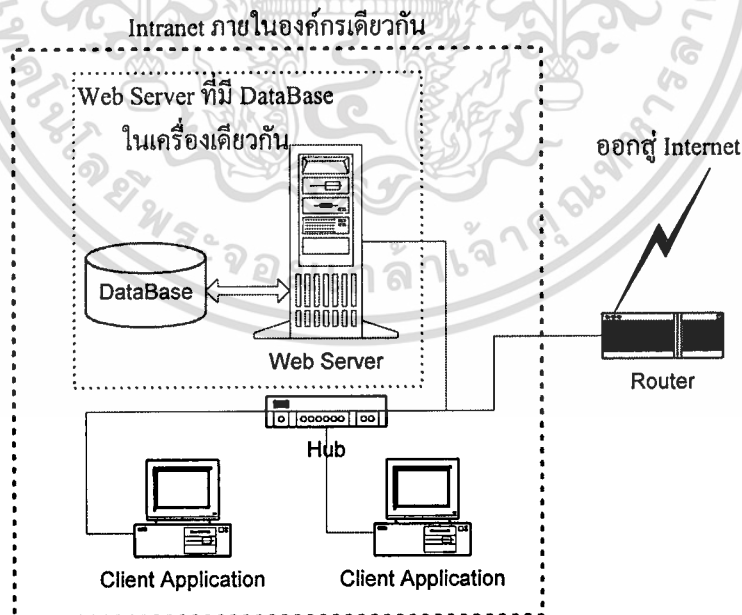 Intranet ภายในองค์กรเดียวกัน
Web Server ที่มี DataBase
ในเครื่องเดียวกัน
ออกสู่ Internet
DataBase
Web Server
Router
Hub
Client Application
Client Application